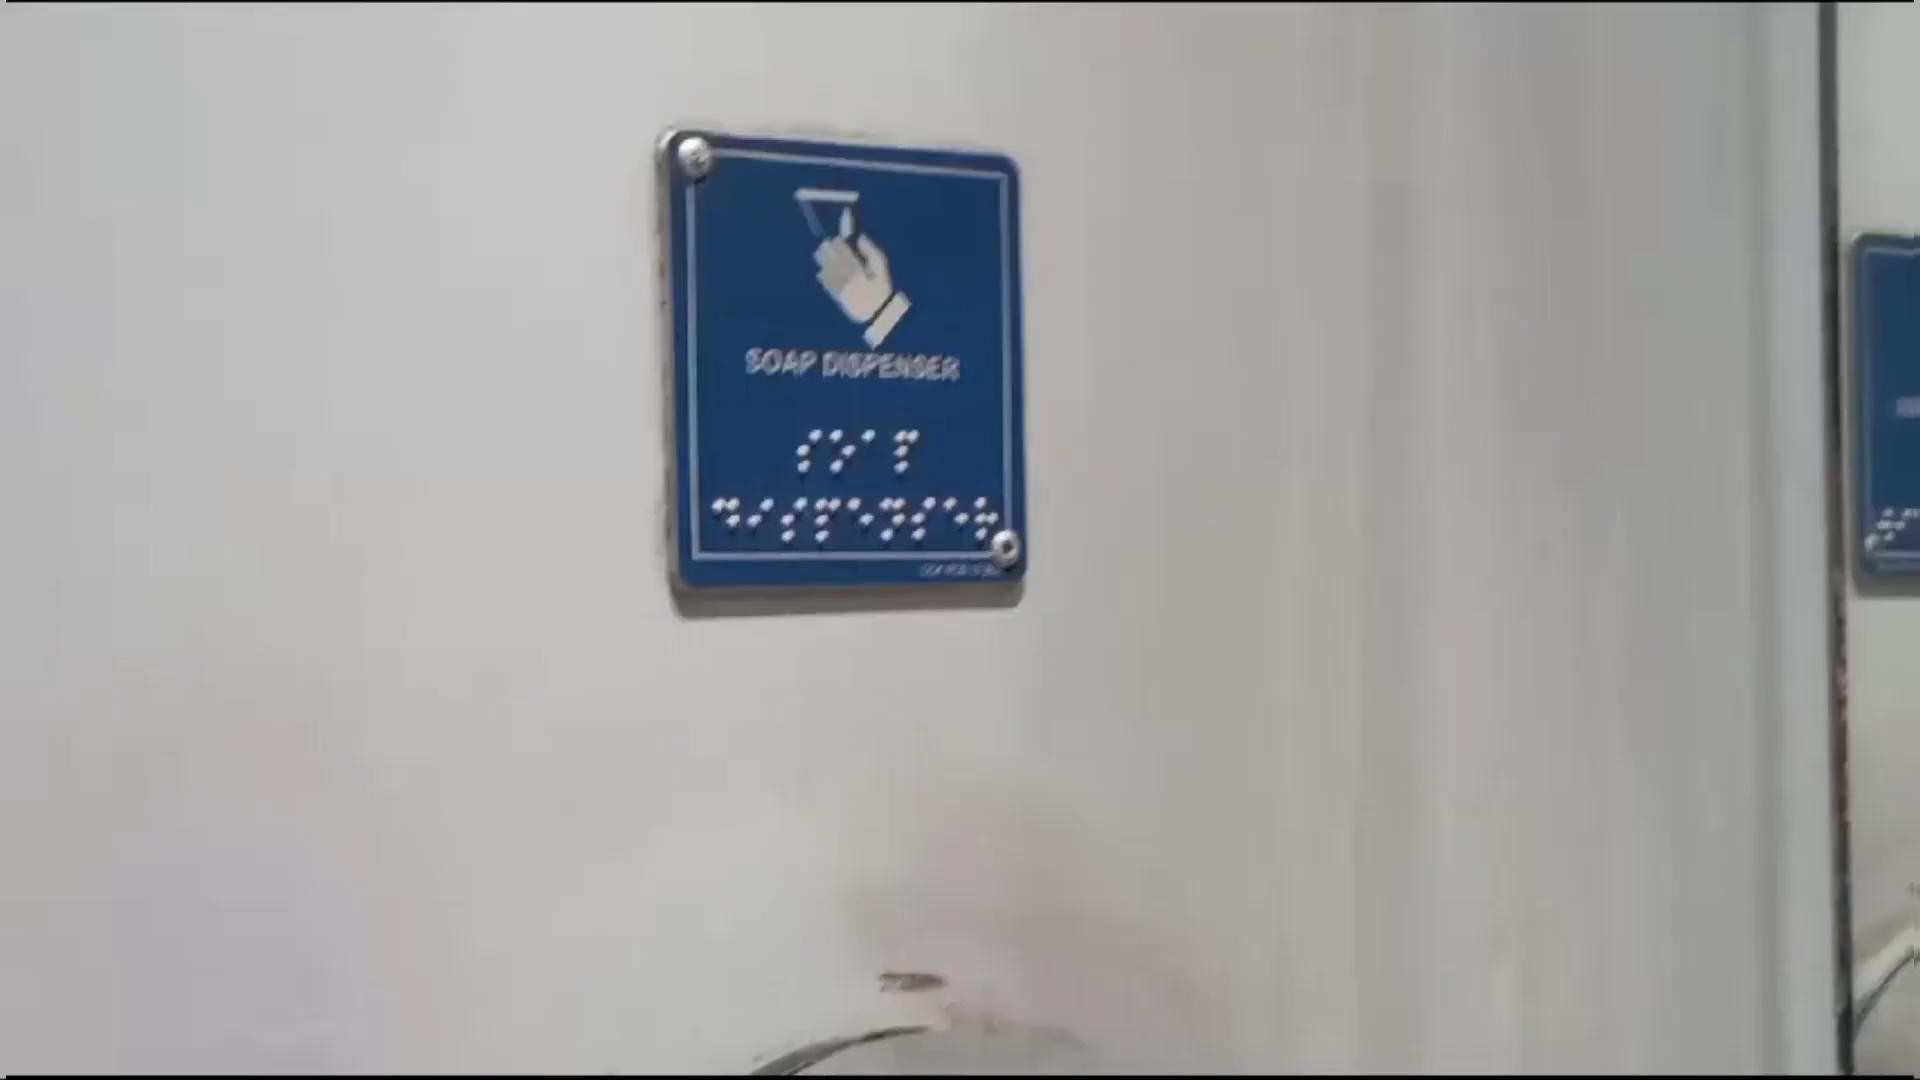 SOAP DISPENSER
⠎⠕⠁⠏
⠙⠊⠎⠏⠑⠝⠎⠑⠗